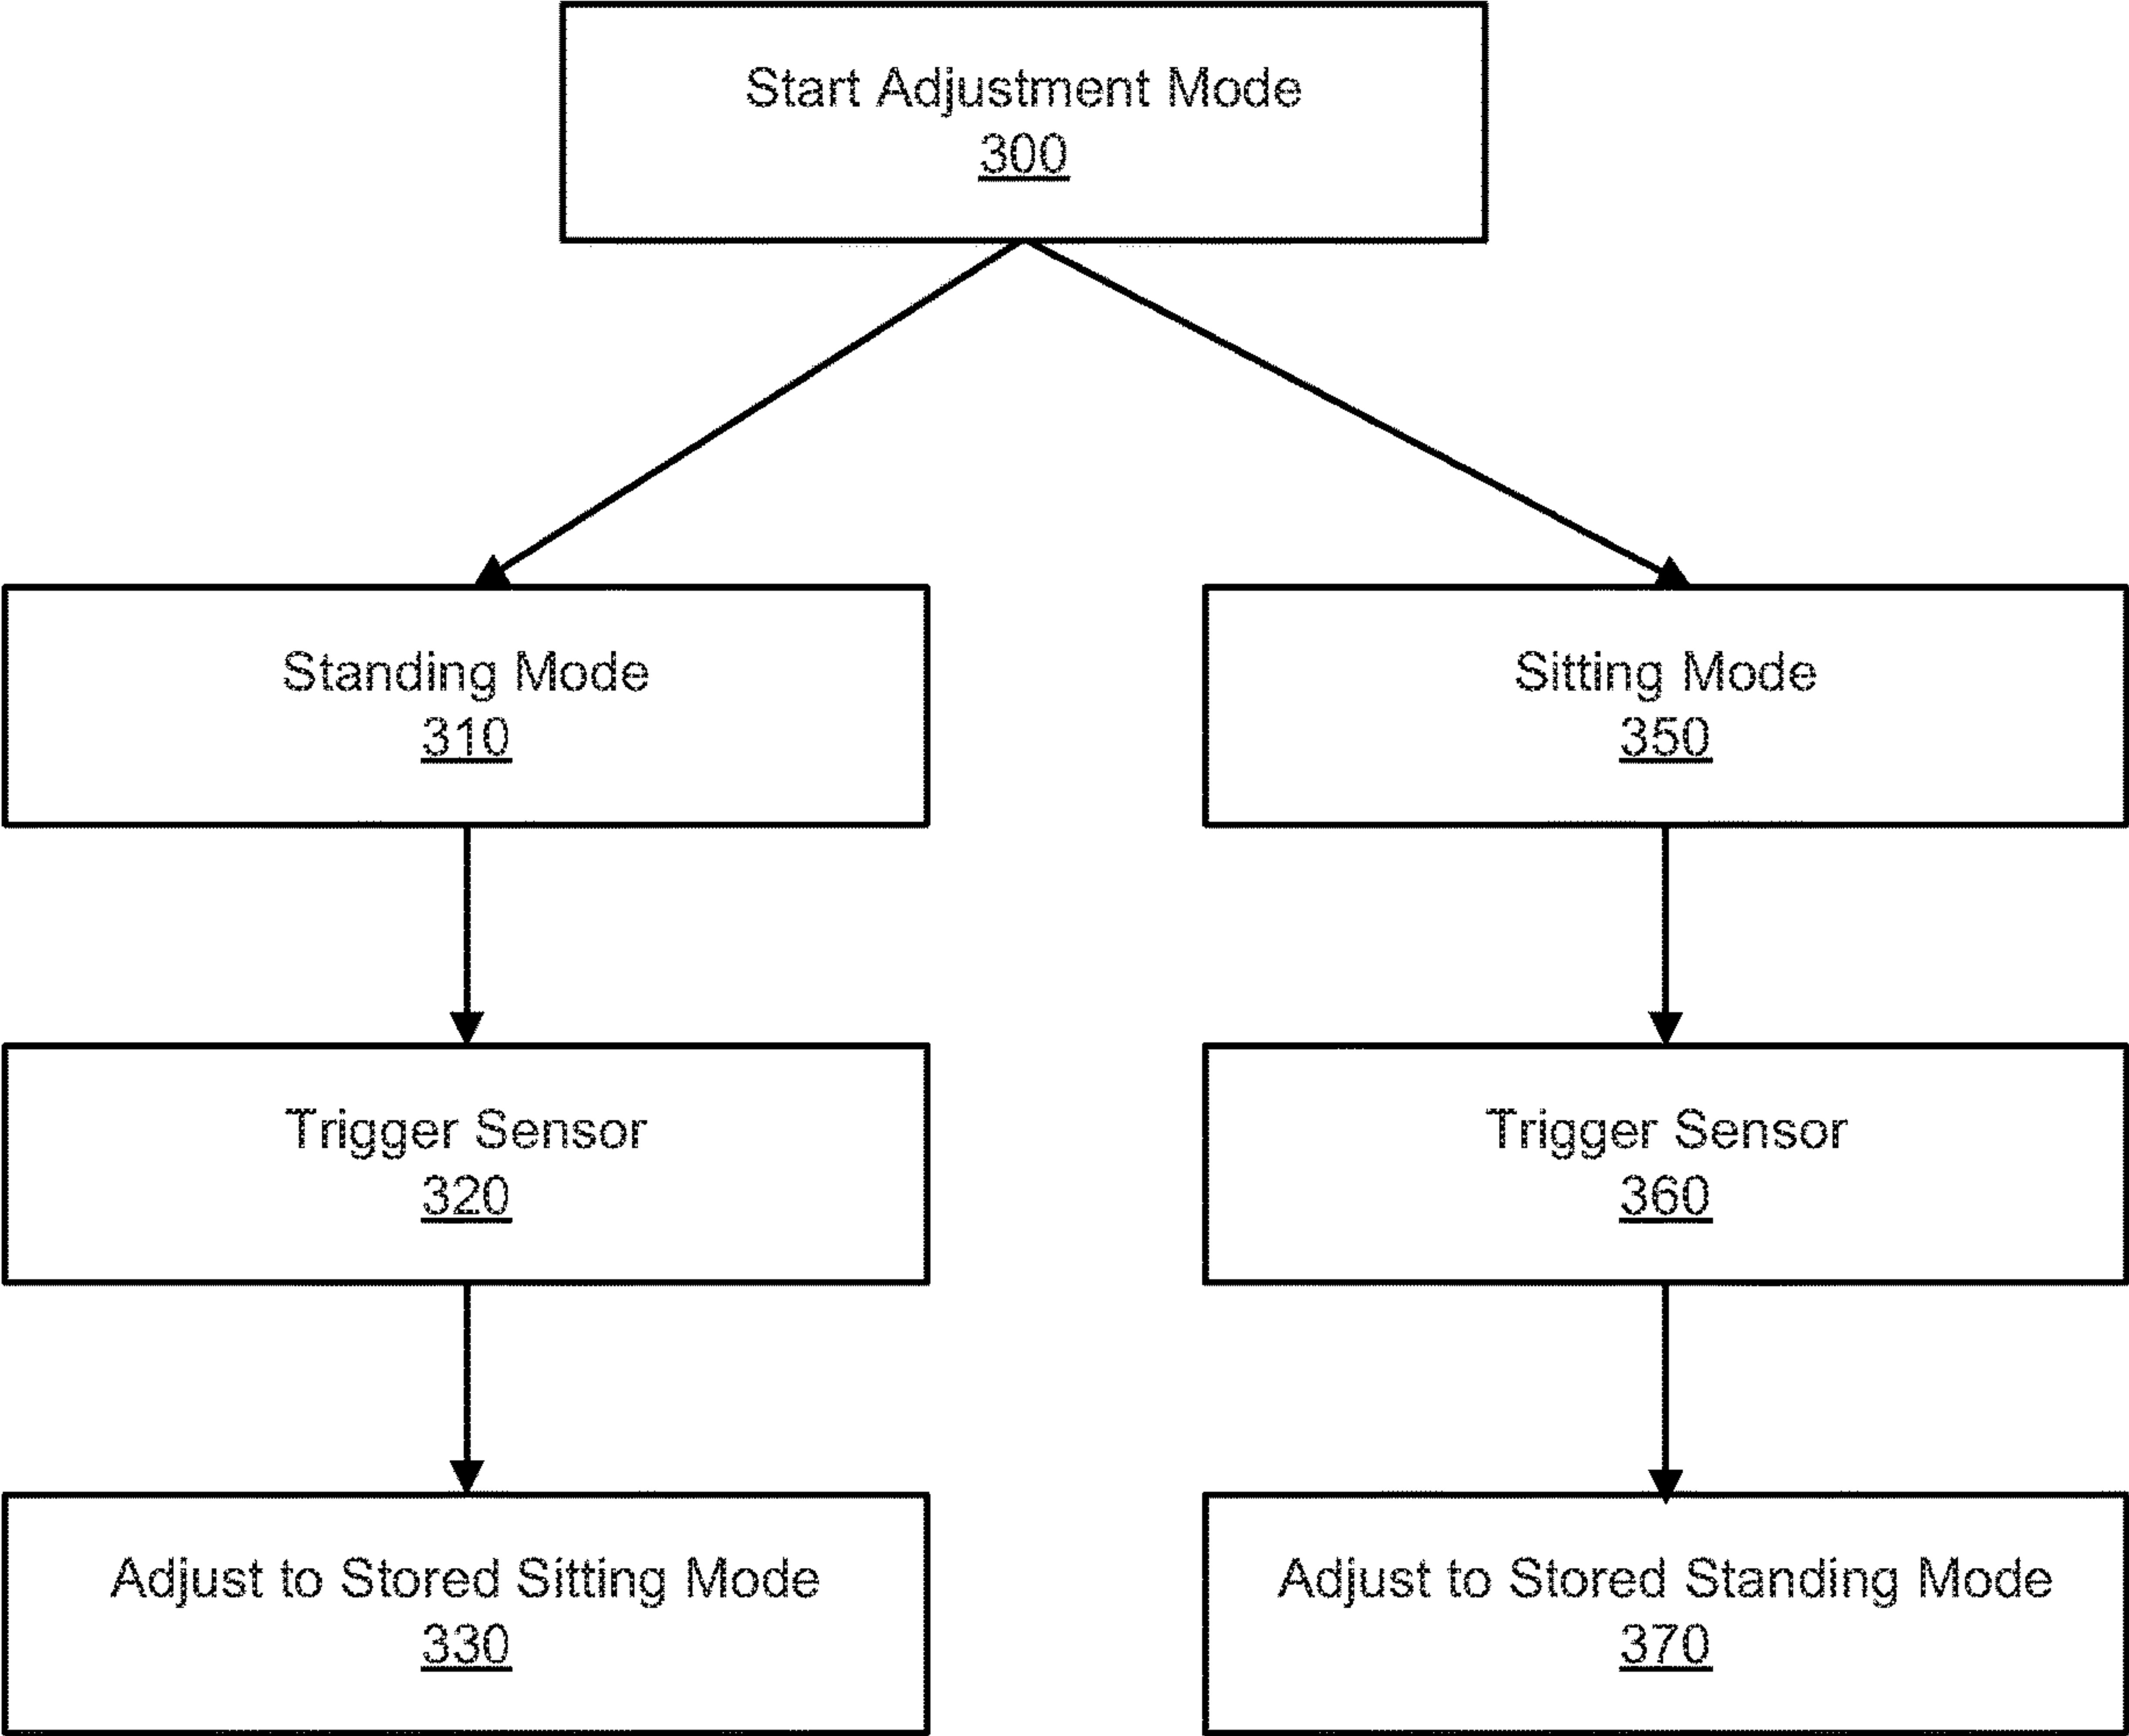 Start Adjustment Mode
300
Standing Mode
310
Sitting Mode
350
Trigger Sensor
320
Trigger Sensor
360
Adjust to Stored Sitting Mode
330
Adjust to Stored Standing Mode
370